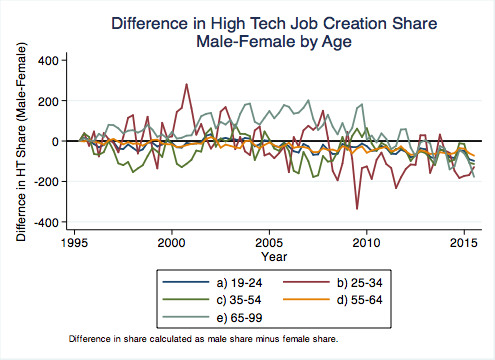 Difference in High Tech Job Creation Share
Male-Female by Age
Differnce in HT Share (Male-Female)
400
200
0
-200
-400
1995 2000 2005 2010 2015
Year
a) 19-24 b) 25-34
c) 35-54 d) 55-64
e) 65-99
Difference in share calculated as male share minus female share.